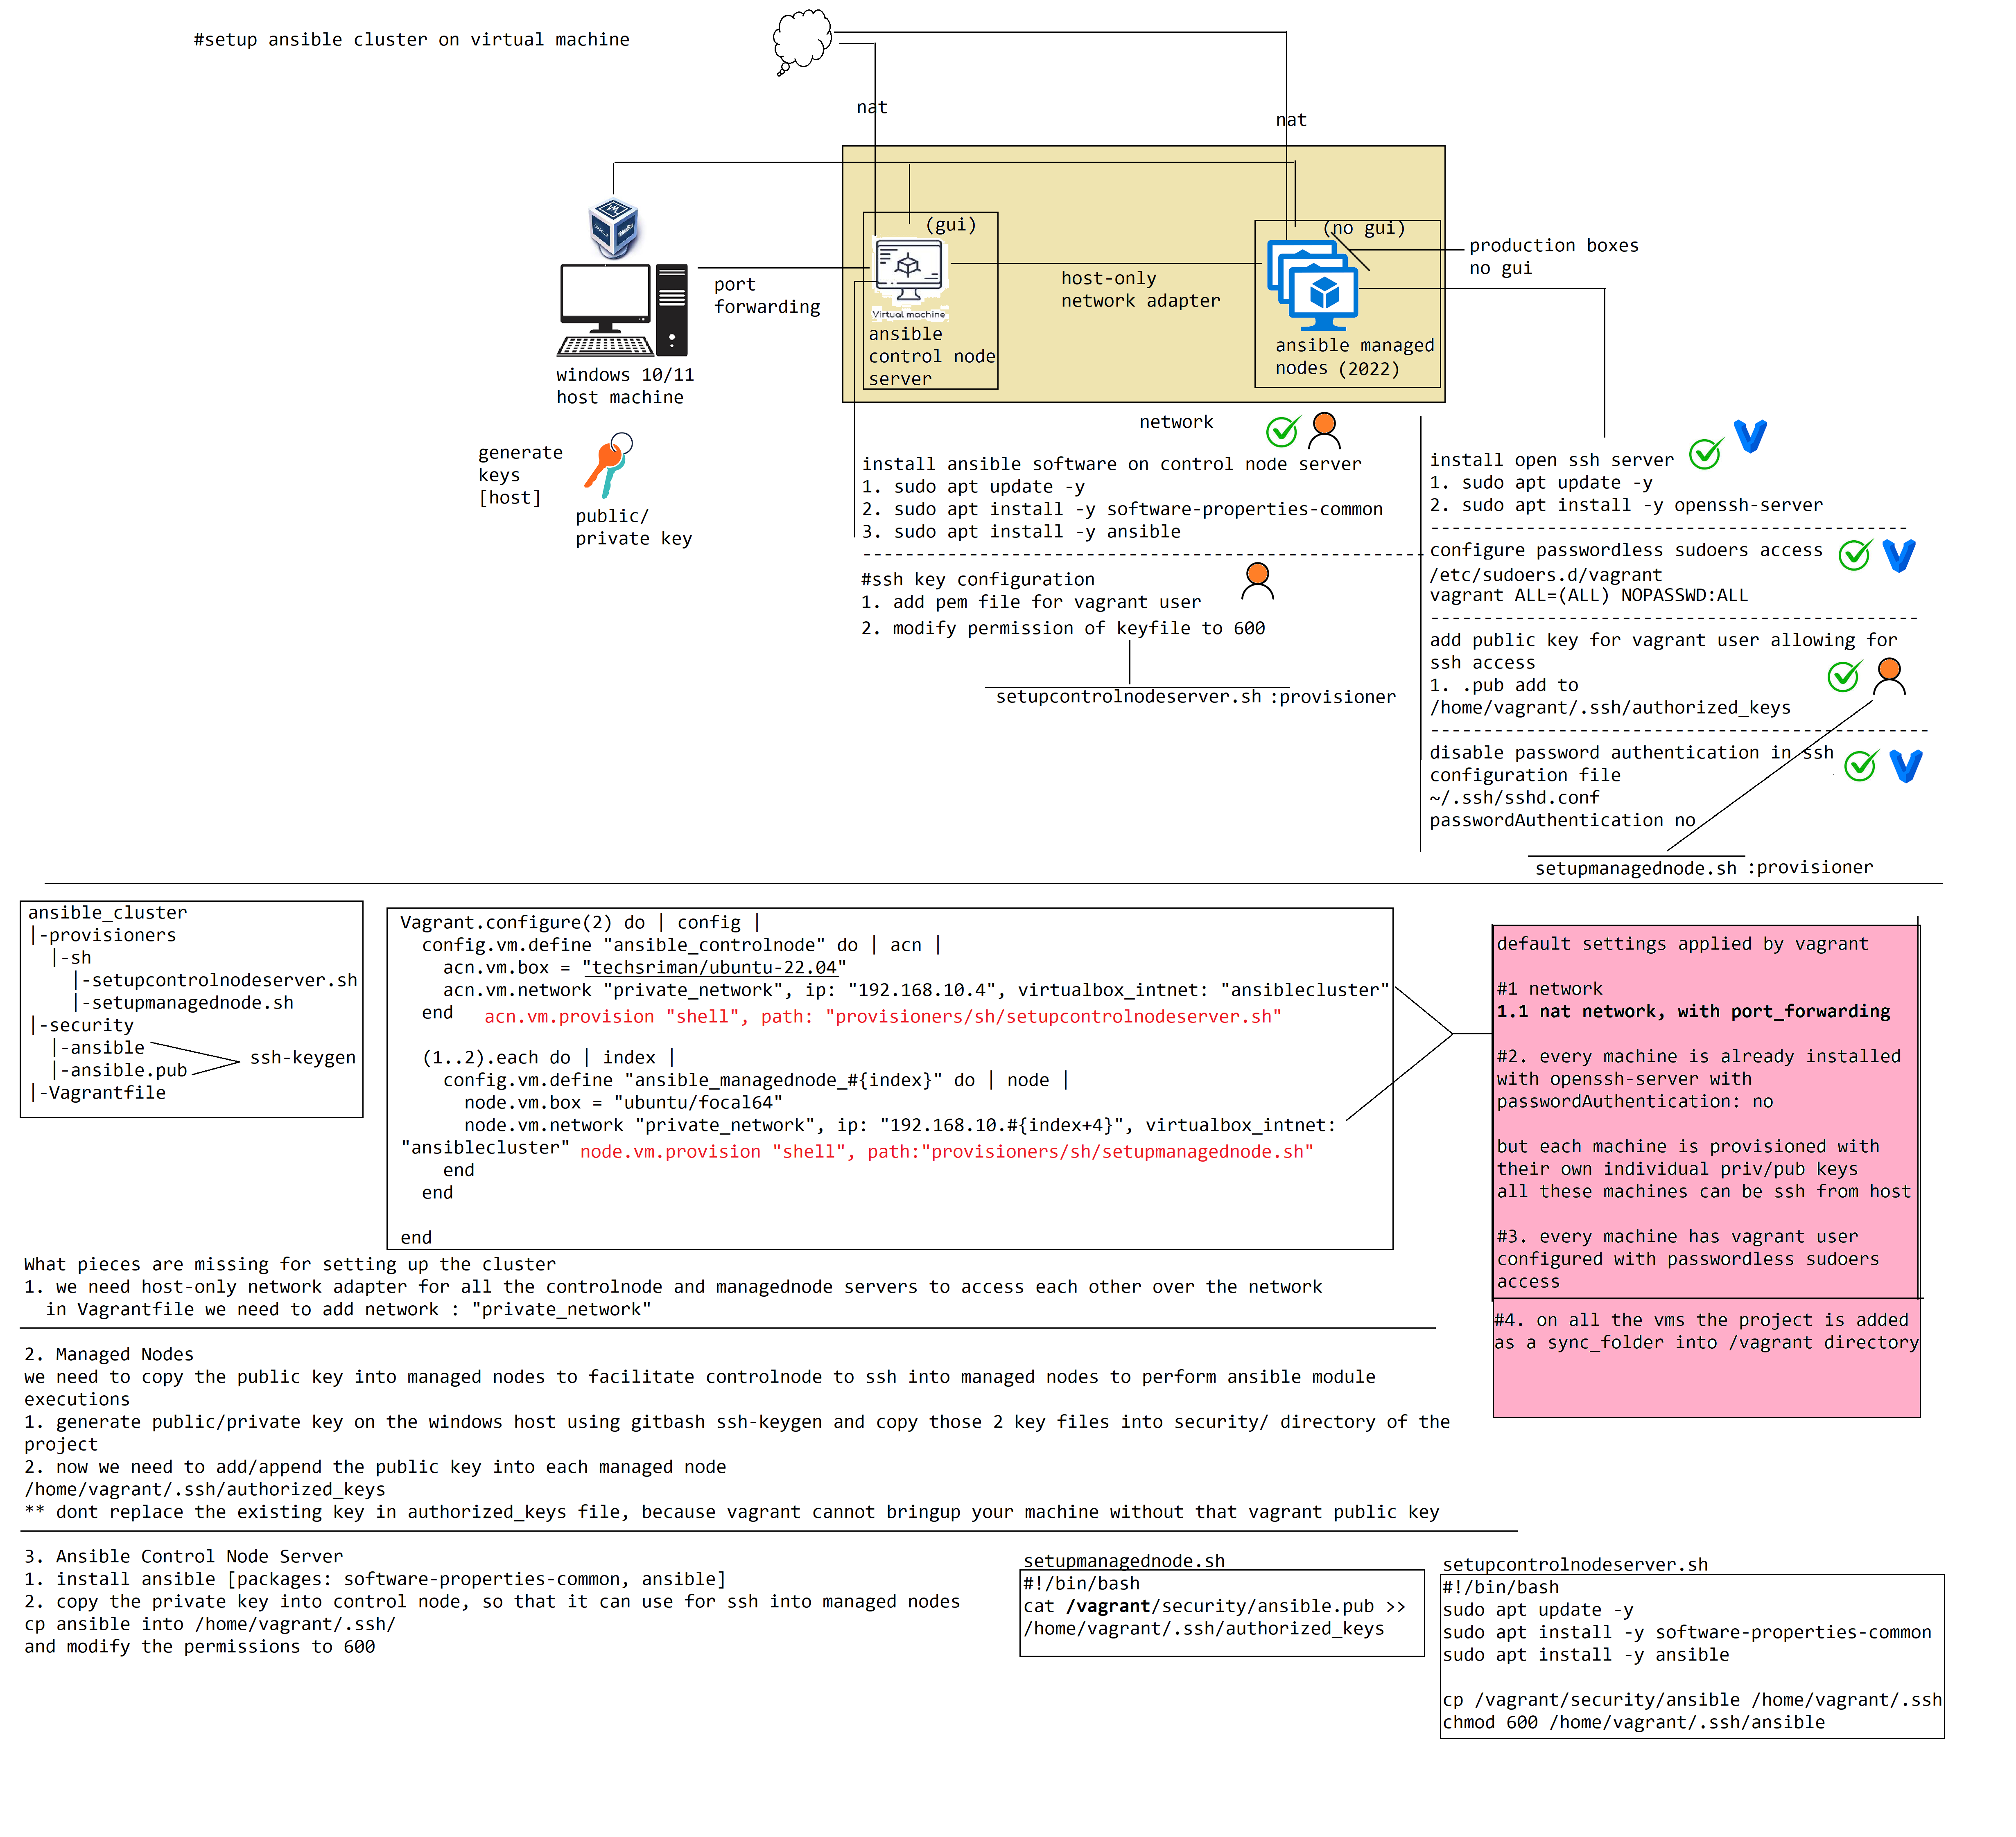 #setup ansible cluster on virtual machine
nat
nat
(gui)
(no gui)
production boxes
no gui
port
forwarding
host-only
network adapter
Virtual machine
ansible
control node
server
ansible managed
nodes (2022)
windows 10/11
host machine
network
generate
keys
[host]
public/
private key
install ansible software on control node server
1. sudo apt update -y
2. sudo apt install -y software-properties-common
3. sudo apt install -y ansible
#ssh key configuration
1. add pem file for vagrant user
2. modify permission of keyfile to 600
setupcontrolnodeserver.sh :provisioner
install open ssh server
1. sudo apt update -y
2. sudo apt install -y openssh-server
---------------------------------------------
configure passwordless sudoers access
/etc/sudoers.d/vagrant
vagrant ALL=(ALL) NOPASSWD:ALL
----------------------------------------------
add public key for vagrant user allowing for
ssh access
1. .pub add to
/home/vagrant/.ssh/authorized_keys
-----------------------------------------------
disable password authentication in ssh
configuration file
~/.ssh/sshd.conf
passwordAuthentication no
setupmanagednode.sh :provisioner
ansible_cluster
|-provisioners
|-sh
|-setupcontrolnodeserver.sh
|-setupmanagednode.sh
|-security
|-ansible
|-ansible.pub
|-Vagrantfile
ssh-keygen
Vagrant.configure(2) do | config |
config.vm.define "ansible_controlnode" do | acn |
acn.vm.box = "techsriman/ubuntu-22.04"
acn.vm.network "private_network", ip: "192.168.10.4", virtualbox_intnet: "ansiblecluster"
end acn.vm.provision "shell", path: "provisioners/sh/setupcontrolnodeserver.sh"
(1..2).each do | index |
config.vm.define "ansible_managednode_#{index}" do | node |
node.vm.box = "ubuntu/focal64"
node.vm.network "private_network", ip: "192.168.10.#{index+4}", virtualbox_intnet:
"ansiblecluster" node.vm.provision "shell", path:"provisioners/sh/setupmanagednode.sh"
end
end
end
default settings applied by vagrant
#1 network
1.1 nat network, with port_forwarding
#2. every machine is already installed
with openssh-server with
passwordAuthentication: no
but each machine is provisioned with
their own individual priv/pub keys
all these machines can be ssh from host
#3. every machine has vagrant user
configured with passwordless sudoers
access
#4. on all the vms the project is added
as a sync_folder into /vagrant directory
What pieces are missing for setting up the cluster
1. we need host-only network adapter for all the controlnode and managednode servers to access each other over the network
in Vagrantfile we need to add network : "private_network"
2. Managed Nodes
we need to copy the public key into managed nodes to facilitate controlnode to ssh into managed nodes to perform ansible module
executions
1. generate public/private key on the windows host using gitbash ssh-keygen and copy those 2 key files into security/ directory of the
project
2. now we need to add/append the public key into each managed node
/home/vagrant/.ssh/authorized_keys
** dont replace the existing key in authorized_keys file, because vagrant cannot bringup your machine without that vagrant public key
3. Ansible Control Node Server
1. install ansible [packages: software-properties-common, ansible]
2. copy the private key into control node, so that it can use for ssh into managed nodes
cp ansible into /home/vagrant/.ssh/
and modify the permissions to 600
setupmanagednode.sh
#!/bin/bash
cat /vagrant/security/ansible.pub >>
/home/vagrant/.ssh/authorized_keys
setupcontrolnodeserver.sh
#!/bin/bash
sudo apt update -y
sudo apt install -y software-properties-common
sudo apt install -y ansible
cp /vagrant/security/ansible /home/vagrant/.ssh
chmod 600 /home/vagrant/.ssh/ansible